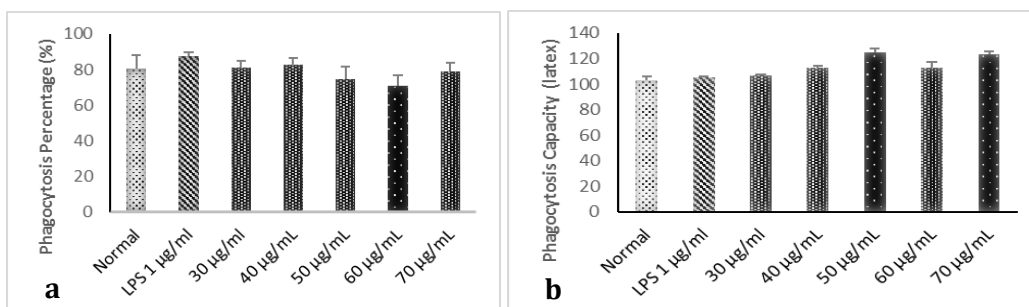 Phagocytosis Percentage (%)
100
80
60
40
20
0
Normal
LPS 1 µg/ml
30 µg/ml
40 µg/mL
50 µg/mL
60 µg/mL
70 µg/mL
a
Phagocytosis Capacity (latex)
140
120
100
80
60
40
20
0
Normal
LPS 1 µg/ml
30 µg/ml
40 µg/mL
50 µg/mL
60 µg/mL
70 µg/mL
b